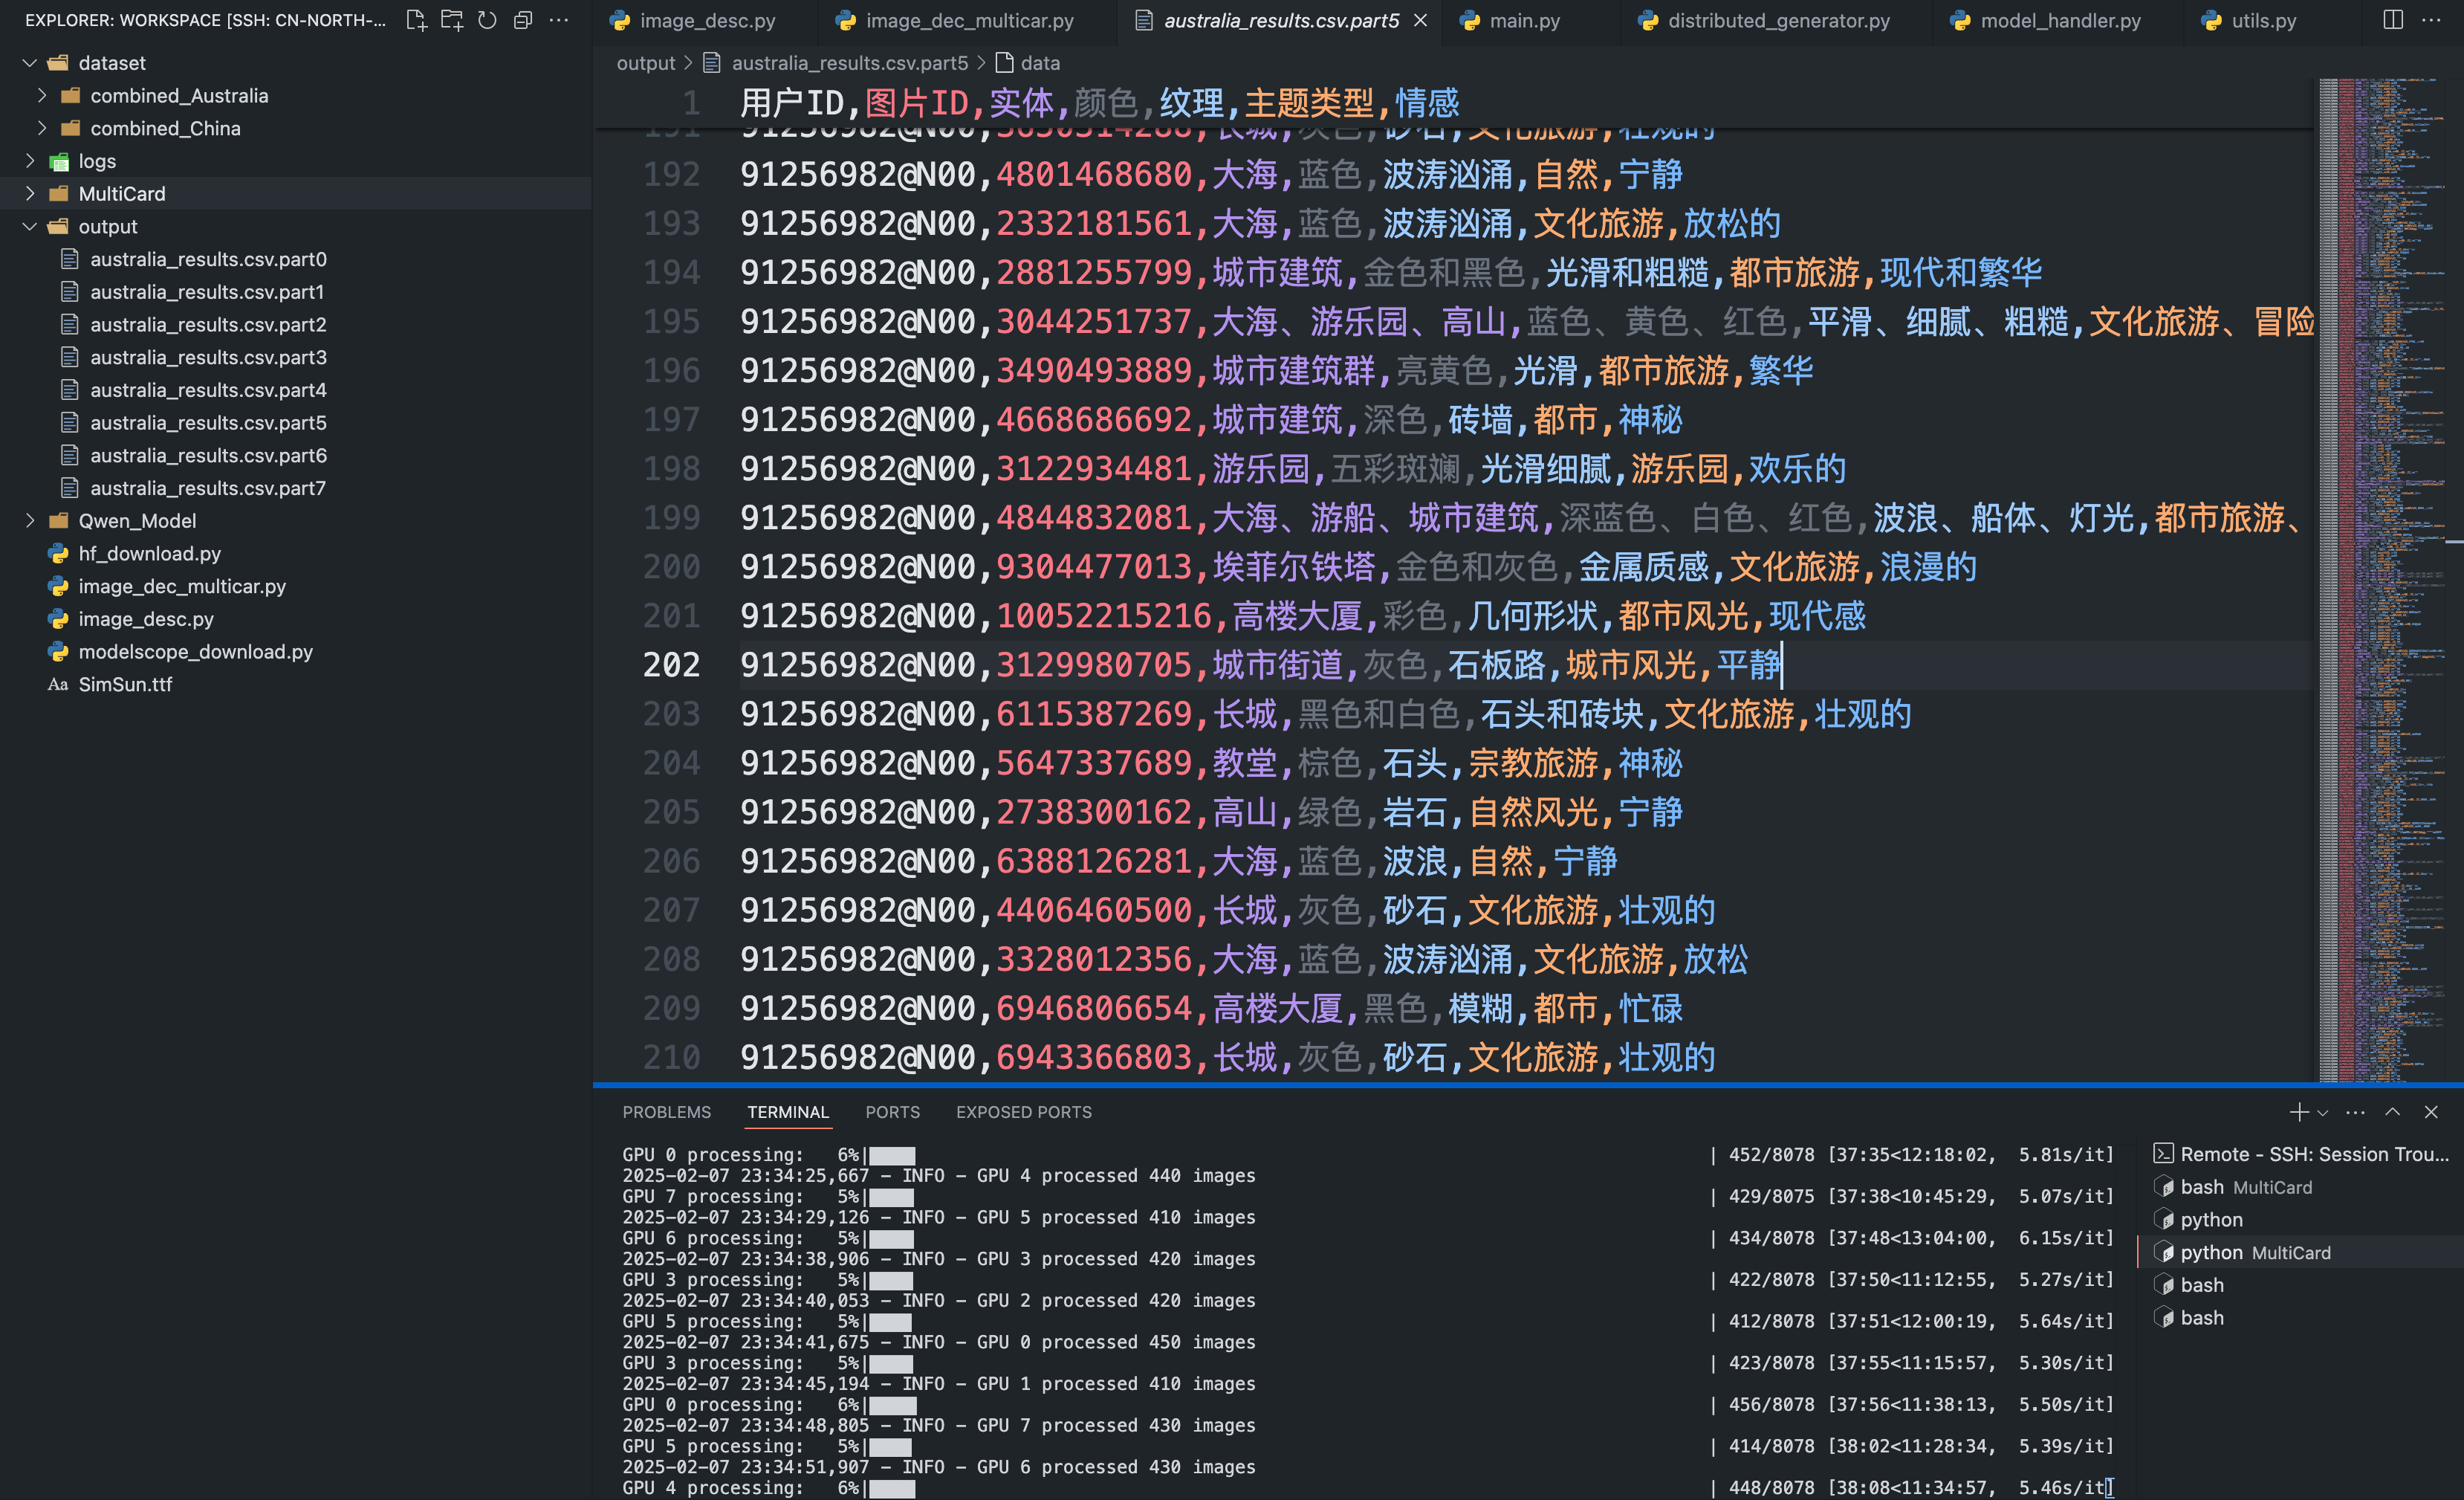 EXPLORER: WORKSPACE [SSH: CN-NORTH-...
dataset
combined_Australia
combined_China
logs
MultiCard
output
australia_results.csv.part0
australia_results.csv.part1
australia_results.csv.part2
australia_results.csv.part3
australia_results.csv.part4
australia_results.csv.part5
australia_results.csv.part6
australia_results.csv.part7
Qwen_Model
hf_download.py
image_dec_multicar.py
image_desc.py
modelscope_download.py
Aa SimSun.ttf
image_desc.py image_dec_multicar.py australia_results.csv.part5 main.py distributed_generator.py model_handler.py utils.py
output > australia_results.csv.part5 > data
1 用户ID,图片ID,实体,颜色,纹理,主题类型,情感
191 91256982@N00,5650514288,长城,灰色,砂石,文化旅游,壮观的
192 91256982@N00,4801468680,大海,蓝色,波涛汹涌,自然,宁静
193 91256982@N00,2332181561,大海,蓝色,波涛汹涌,文化旅游,放松的
194 91256982@N00,2881255799,城市建筑,金色和黑色,光滑和粗糙,都市旅游,现代和繁华
195 91256982@N00,3044251737,大海、游乐园、高山,蓝色、黄色、红色,平滑、细腻、粗糙,文化旅游、冒险
196 91256982@N00,3490493889,城市建筑群,亮黄色,光滑,都市旅游,繁华
197 91256982@N00,4668686692,城市建筑,深色,砖墙,都市,神秘
198 91256982@N00,3122934481,游乐园,五彩斑斓,光滑细腻,游乐园,欢乐的
199 91256982@N00,4844832081,大海、游船、城市建筑,深蓝色、白色、红色,波浪、船体、灯光,都市旅游、
200 91256982@N00,9304477013,埃菲尔铁塔,金色和灰色,金属质感,文化旅游,浪漫的
201 91256982@N00,10052215216,高楼大厦,彩色,几何形状,都市风光,现代感
202 91256982@N00,3129980705,城市街道,灰色,石板路,城市风光,平静
203 91256982@N00,6115387269,长城,黑色和白色,石头和砖块,文化旅游,壮观的
204 91256982@N00,5647337689,教堂,棕色,石头,宗教旅游,神秘
205 91256982@N00,2738300162,高山,绿色,岩石,自然风光,宁静
206 91256982@N00,6388126281,大海,蓝色,波浪,自然,宁静
207 91256982@N00,4406460500,长城,灰色,砂石,文化旅游,壮观的
208 91256982@N00,3328012356,大海,蓝色,波涛汹涌,文化旅游,放松
209 91256982@N00,6946806654,高楼大厦,黑色,模糊,都市,忙碌
210 91256982@N00,6943366803,长城,灰色,砂石,文化旅游,壮观的
PROBLEMS TERMINAL PORTS EXPOSED PORTS
GPU 0 processing: 6%| | 452/8078 [37:35<12:18:02, 5.81s/it]
2025-02-07 23:34:25,667 - INFO - GPU 4 processed 440 images
GPU 7 processing: 5%| | 429/8075 [37:38<10:45:29, 5.07s/it]
2025-02-07 23:34:29,126 - INFO - GPU 5 processed 410 images
GPU 6 processing: 5%| | 434/8078 [37:48<13:04:00, 6.15s/it]
2025-02-07 23:34:38,906 - INFO - GPU 3 processed 420 images
GPU 3 processing: 5%| | 422/8078 [37:50<11:12:55, 5.27s/it]
2025-02-07 23:34:40,053 - INFO - GPU 2 processed 420 images
GPU 5 processing: 5%| | 412/8078 [37:51<12:00:19, 5.64s/it]
2025-02-07 23:34:41,675 - INFO - GPU 0 processed 450 images
GPU 3 processing: 5%| | 423/8078 [37:55<11:15:57, 5.30s/it]
2025-02-07 23:34:45,194 - INFO - GPU 1 processed 410 images
GPU 0 processing: 6%| | 456/8078 [37:56<11:38:13, 5.50s/it]
2025-02-07 23:34:48,805 - INFO - GPU 7 processed 430 images
GPU 5 processing: 5%| | 414/8078 [38:02<11:28:34, 5.39s/it]
2025-02-07 23:34:51,907 - INFO - GPU 6 processed 430 images
GPU 4 processing: 6%| | 448/8078 [38:08<11:34:57, 5.46s/it]
Remote - SSH: Session Trou...
bash MultiCard
python
python MultiCard
bash
bash